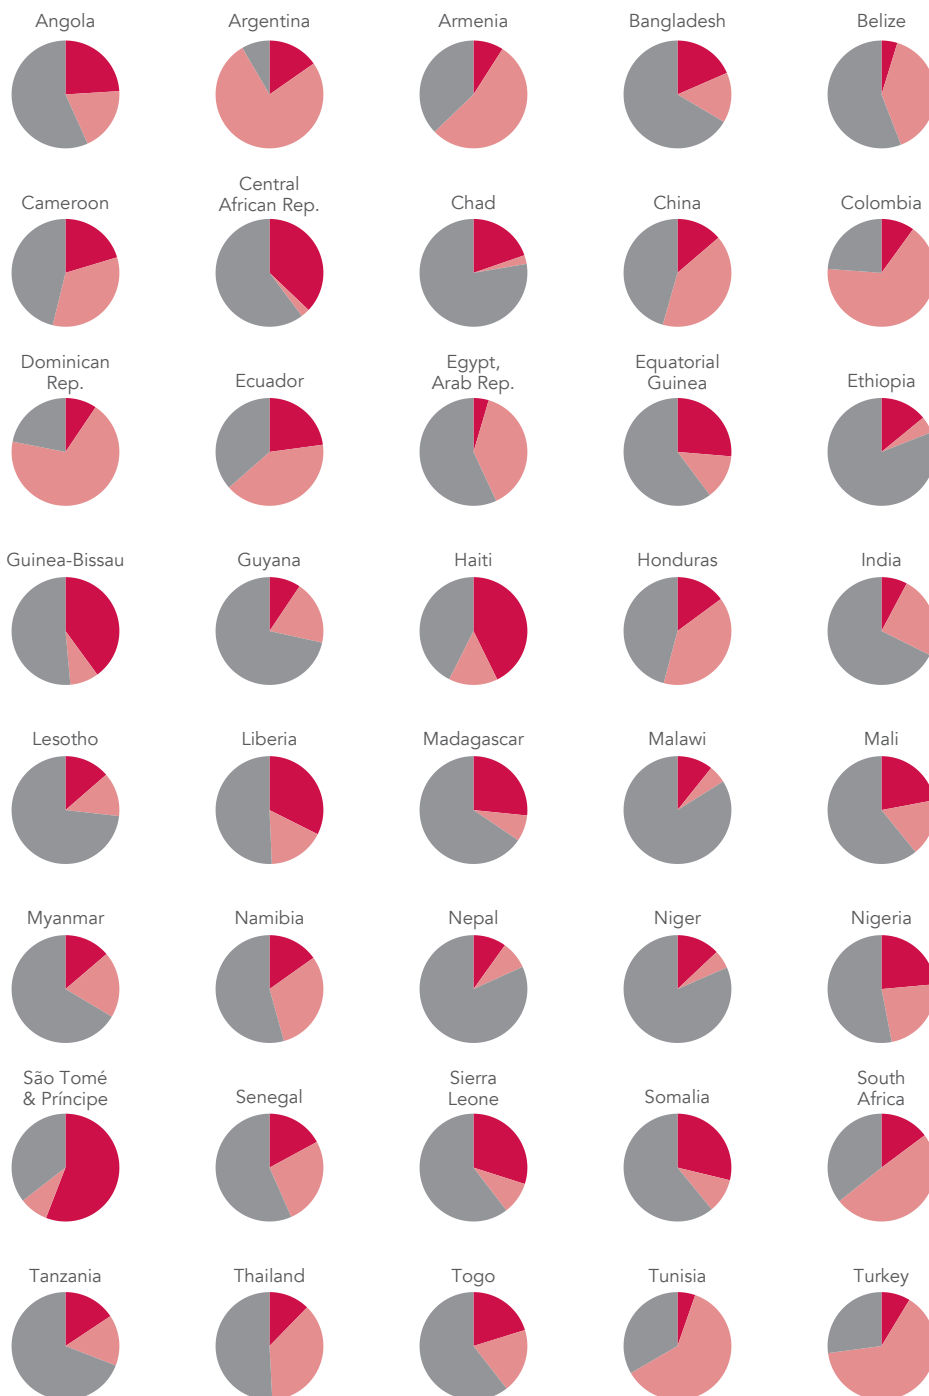 Angola
Argentina
Armenia
Bangladesh
Belize
Cameroon
Central
African Rep.
Chad
China
Colombia
Dominican
Rep.
Ecuador
Egypt,
Arab Rep.
Equatorial
Guinea
Ethiopia
Guinea-Bissau
Guyana
Haiti
Honduras
India
Lesotho
Liberia
Madagascar
Malawi
Mali
Myanmar
Namibia
Nepal
Niger
Nigeria
São Tomé
& Príncipe
Senegal
Sierra
Leone
Somalia
South
Africa
Tanzania
Thailand
Togo
Tunisia
Turkey